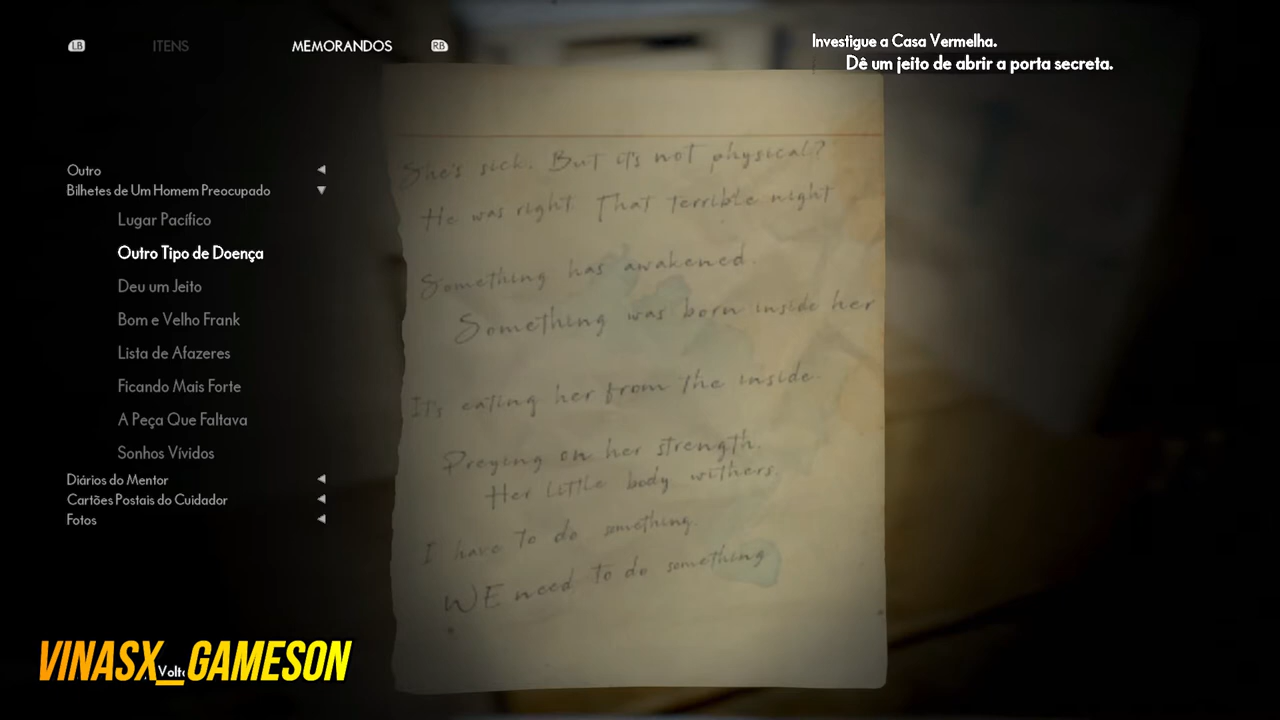 LB
ITENS
MEMORANDOS
RB
Investigue a Casa Vermelha.
Dê um jeito de abrir a porta secreta.
Outro
Bilhetes de Um Homem Preocupado
Lugar Pacífico
Outro Tipo de Doença
Deu um Jeito
Bom e Velho Frank
Lista de Afazeres
Ficando Mais Forte
A Peça Que Faltava
Sonhos Vívidos
Diários do Mentor
Cartões Postais do Cuidador
Fotos
She's sick. But it's not physical?
He was right. That terrible night
Something has awakened.
Something was born inside her
It's eating her from the inside.
Preying on her strength.
Her little body withers.
I have to do something.
WE need to do something
VINASX_GAMESON